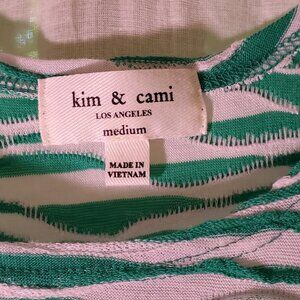 kim & cami
LOS ANGELES
medium
MADE IN
VIETNAM